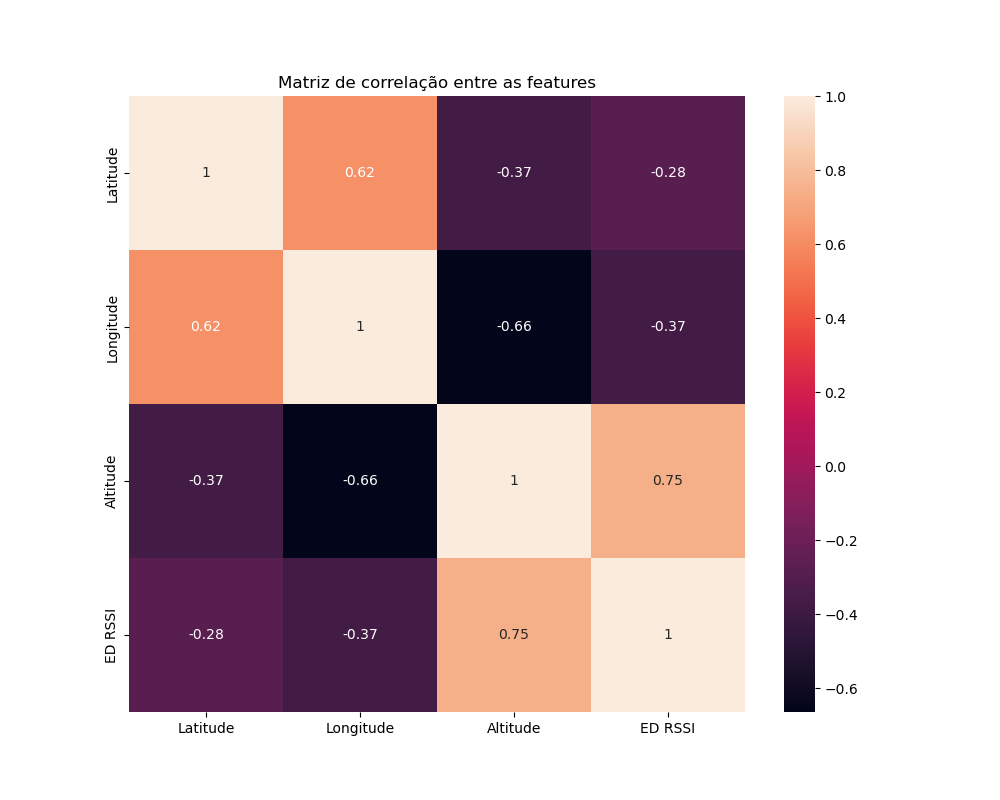 Matriz de correlação entre as features
Latitude 1 0.62 -0.37 -0.28
Longitude 0.62 1 -0.66 -0.37
Altitude -0.37 -0.66 1 0.75
ED RSSI -0.28 -0.37 0.75 1
Latitude Longitude Altitude ED RSSI
1.0
0.8
0.6
0.4
0.2
0.0
−0.2
−0.4
−0.6